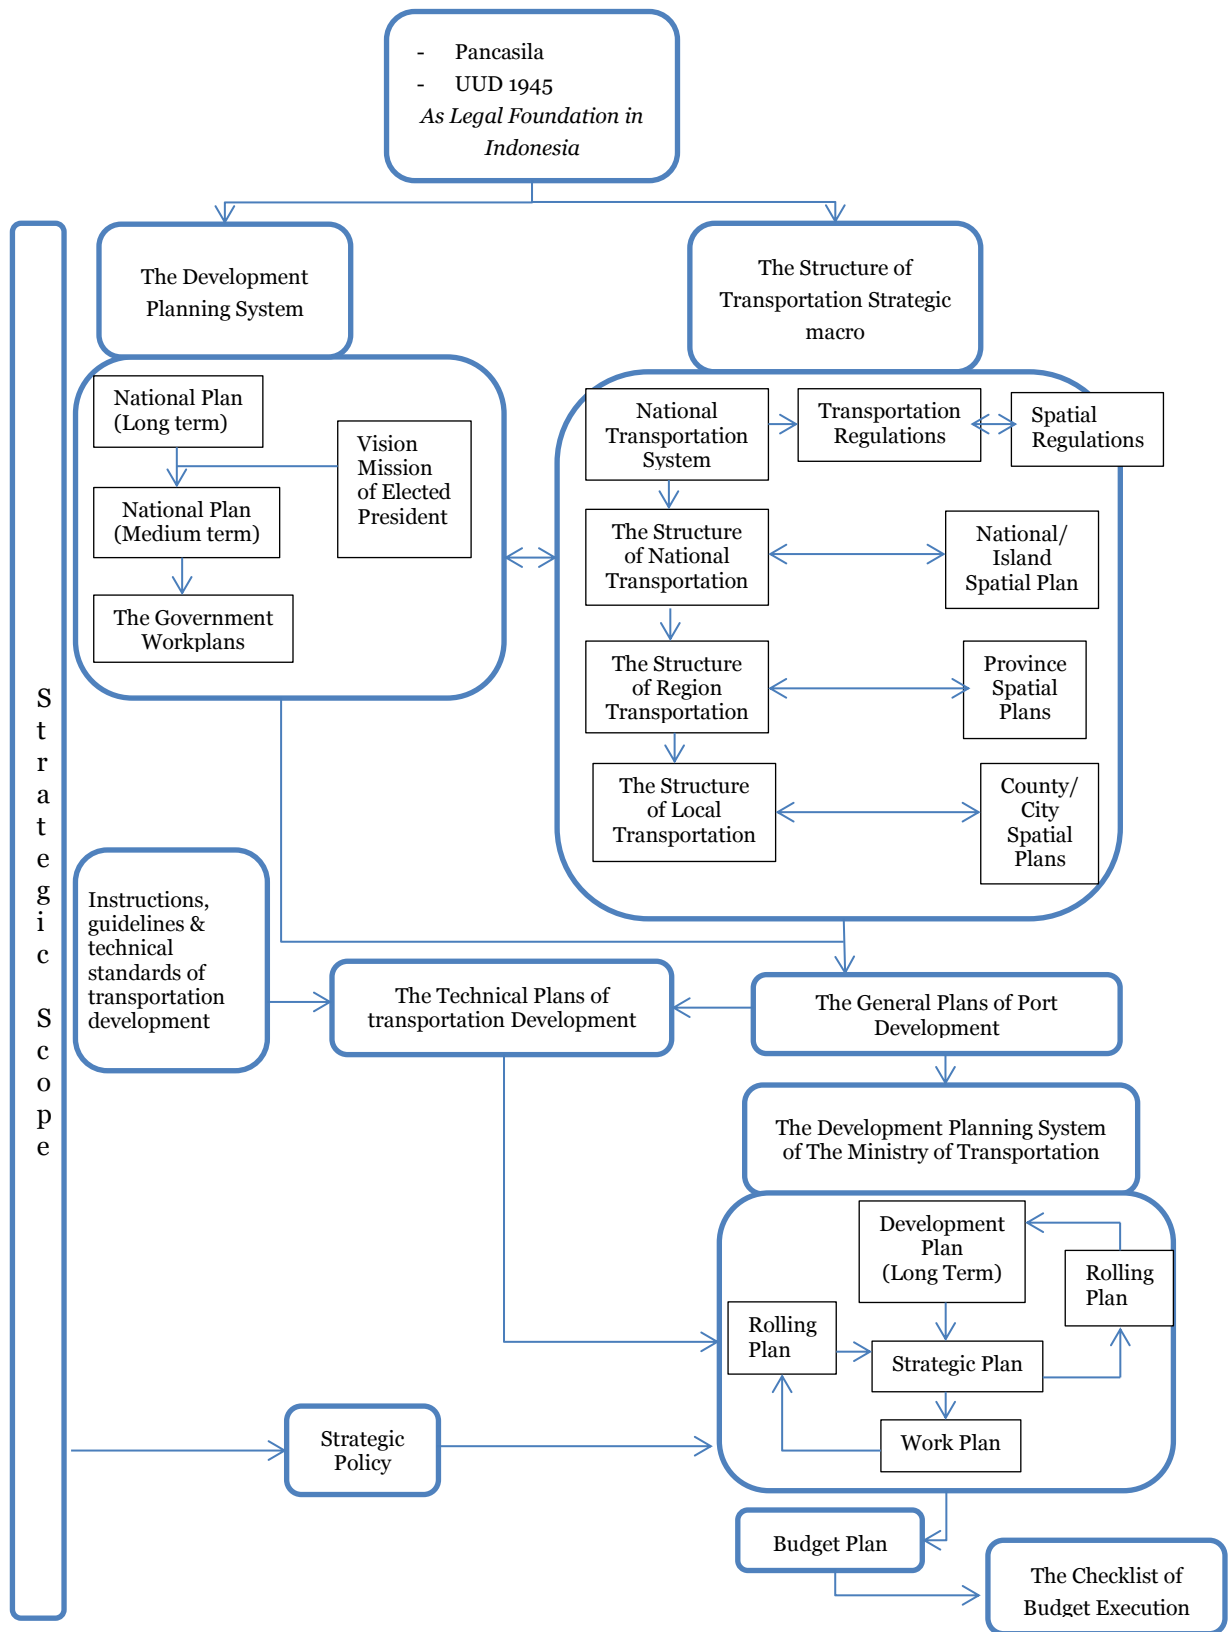 - Pancasila
- UUD 1945
As Legal Foundation in
Indonesia
The Development
Planning System
The Structure of
Transportation Strategic
macro
National Plan
(Long term)
Vision
Mission
of Elected
President
National Plan
(Medium term)
The Government
Workplans
National
Transportation
System
Transportation
Regulations
Spatial
Regulations
The Structure
of National
Transportation
National/
Island
Spatial Plan
The Structure
of Region
Transportation
Province
Spatial
Plans
The Structure
of Local
Transportation
County/
City
Spatial
Plans
Strategic Scope
Instructions,
guidelines &
technical
standards of
transportation
development
The Technical Plans of
transportation Development
The General Plans of Port
Development
The Development Planning System
of The Ministry of Transportation
Development
Plan
(Long Term)
Rolling
Plan
Rolling
Plan
Strategic Plan
Work Plan
Strategic
Policy
Budget Plan
The Checklist of
Budget Execution